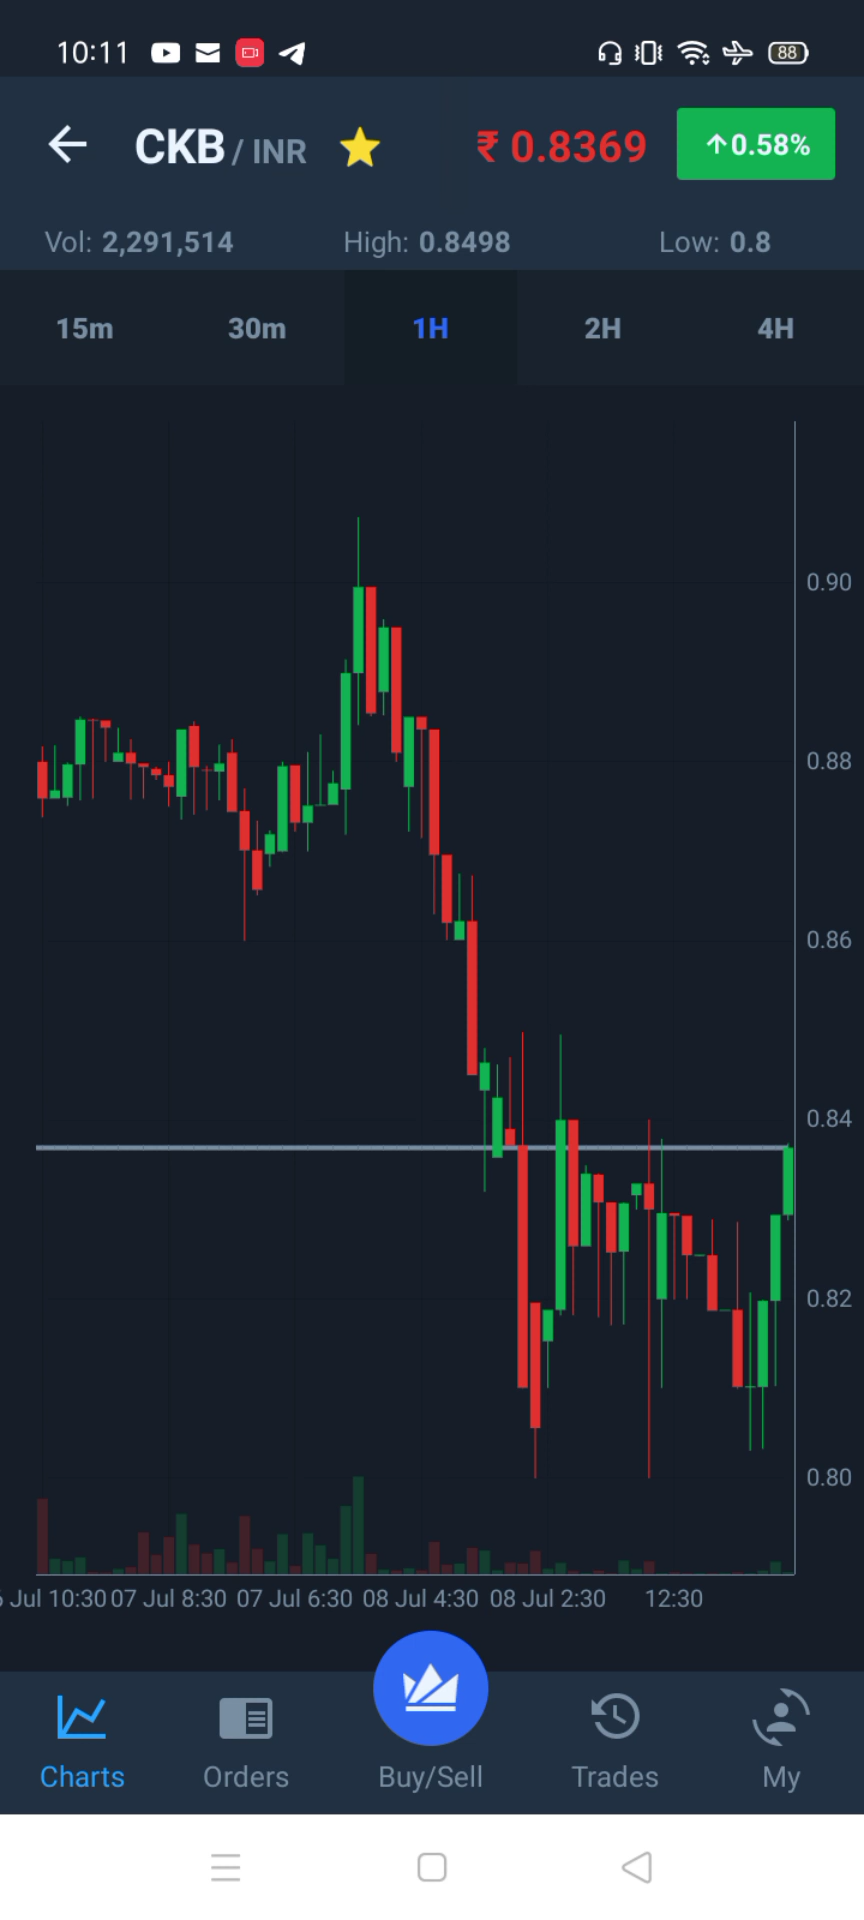 10:11 88
CKB / INR ₹ 0.8369 ↑0.58%
Vol: 2,291,514 High: 0.8498 Low: 0.8
15m 30m 1H 2H 4H
0.90
0.88
0.86
0.84
0.82
0.80
6 Jul 10:30 07 Jul 8:30 07 Jul 6:30 08 Jul 4:30 08 Jul 2:30 12:30
Charts Orders Buy/Sell Trades My